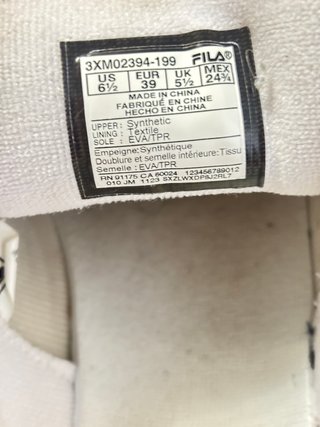 3XM02394-199 FILA
US EUR UK MEX
6½ 39 5½ 24¾
MADE IN CHINA
FABRIQUÉ EN CHINE
HECHO EN CHINA
UPPER : Synthetic
LINING : Textile
SOLE : EVA/TPR
Empeigne: Synthétique
Doublure et semelle intérieure: Tissu
Semelle : EVA/TPR
RN 91175 CA 60024 123456789012
010 JM 1123 SXZLWXDP8J2RL7